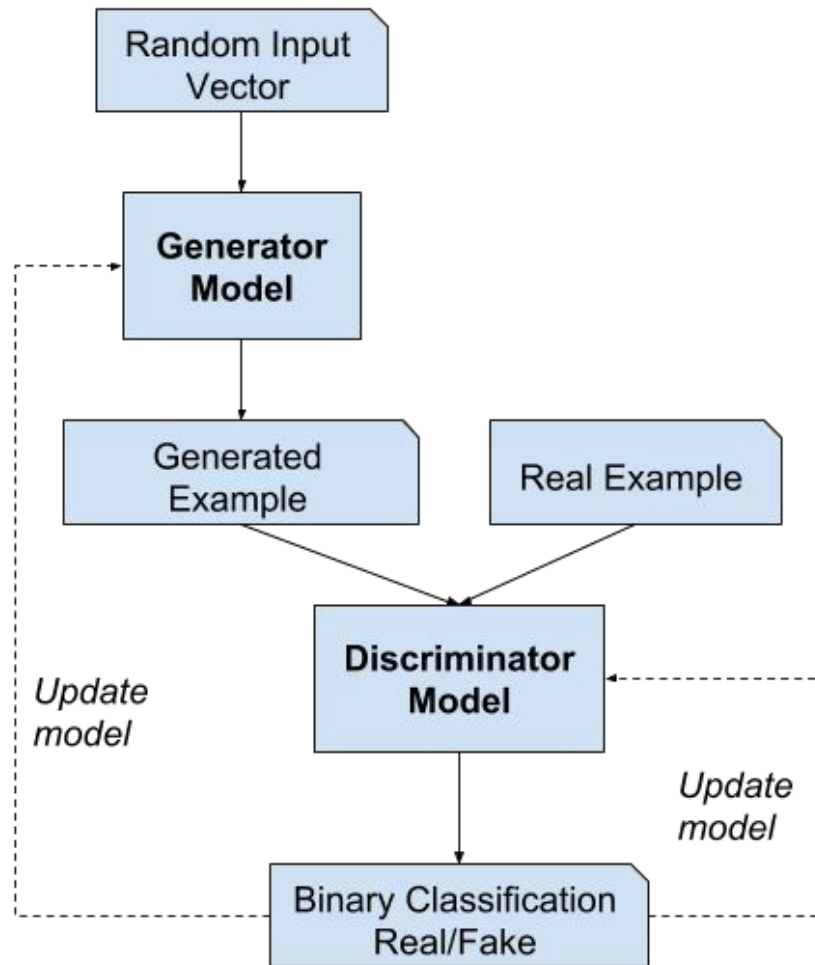 Random Input
Vector
Generator
Model
Generated
Example
Real Example
Discriminator
Model
Update
model
Update
model
Binary Classification
Real/Fake